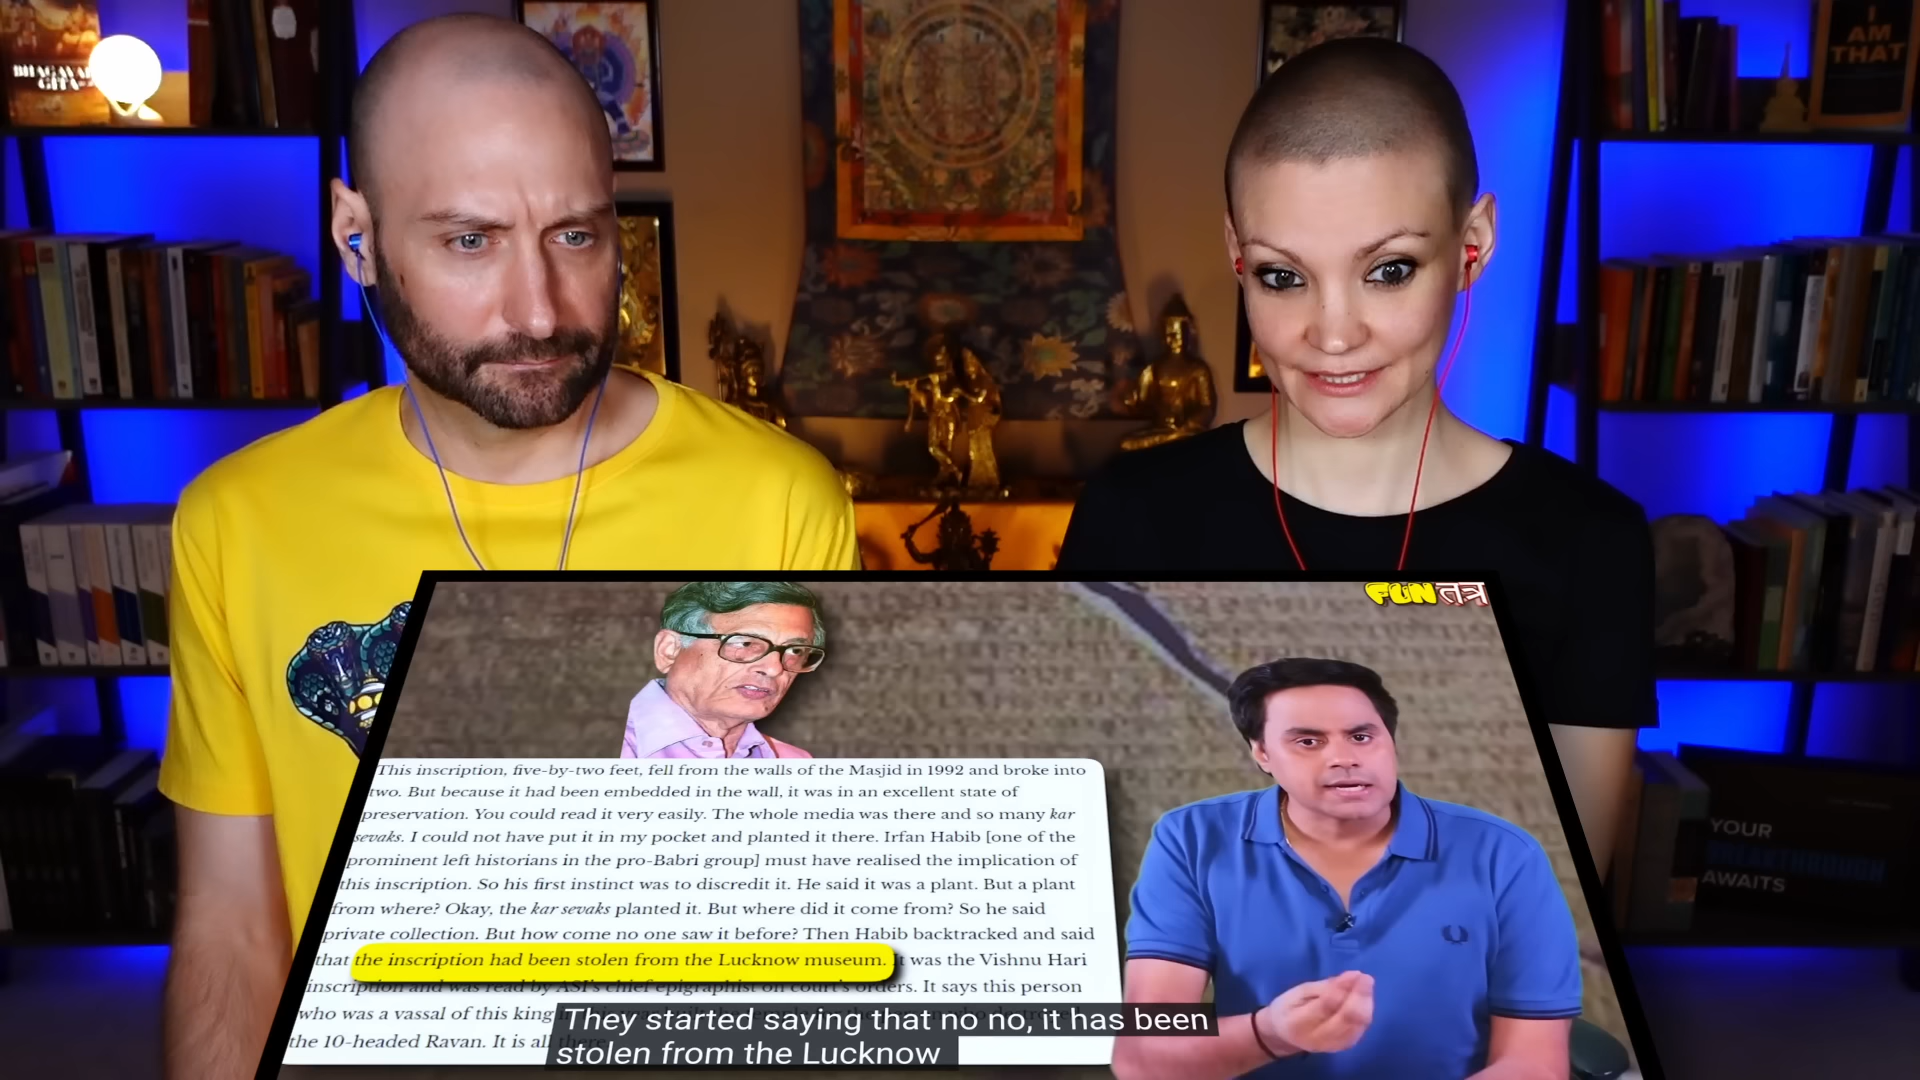 BHAGAVAD
GITA
I
AM
THAT
FUNतंत्र
This inscription, five-by-two feet, fell from the walls of the Masjid in 1992 and broke into
two. But because it had been embedded in the wall, it was in an excellent state of
preservation. You could read it very easily. The whole media was there and so many kar
sevaks. I could not have put it in my pocket and planted it there. Irfan Habib [one of the
prominent left historians in the pro-Babri group] must have realised the implication of
this inscription. So his first instinct was to discredit it. He said it was a plant. But a plant
from where? Okay, the kar sevaks planted it. But where did it come from? So he said
private collection. But how come no one saw it before? Then Habib backtracked and said
that the inscription had been stolen from the Lucknow museum. It was the Vishnu Hari
inscription and was read by ASI's chief epigraphist on court's orders. It says this person
who was a vassal of this king
the 10-headed Ravan. It is all there
They started saying that no no, it has been
stolen from the Lucknow
YOUR
BREAKTHROUGH
AWAITS